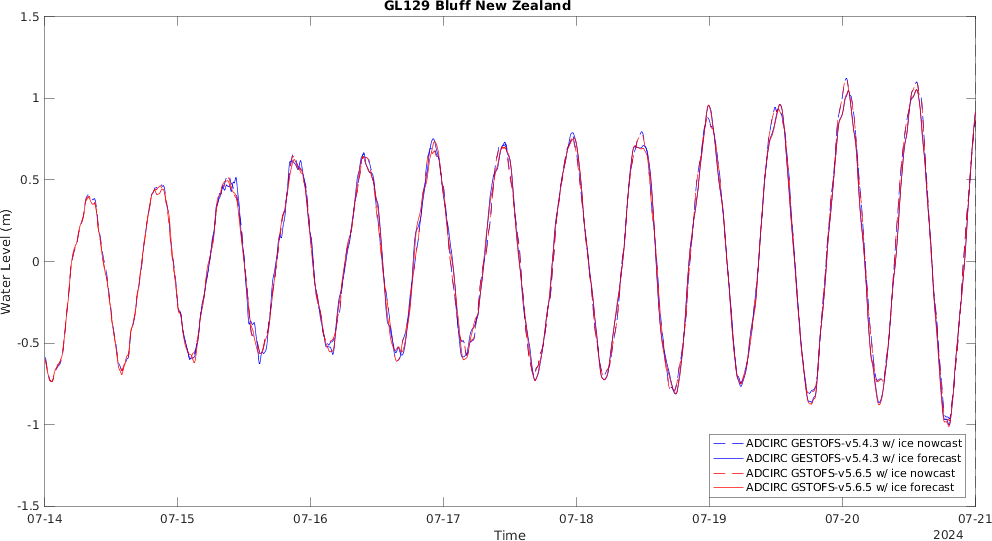 GL129 Bluff New Zealand
1.5
1
0.5
0
-0.5
-1
-1.5
Water Level (m)
ADCIRC GESTOFS-v5.4.3 w/ ice nowcast
ADCIRC GESTOFS-v5.4.3 w/ ice forecast
ADCIRC GSTOFS-v5.6.5 w/ ice nowcast
ADCIRC GSTOFS-v5.6.5 w/ ice forecast
07-14 07-15 07-16 07-17 07-18 07-19 07-20 07-21
Time
2024